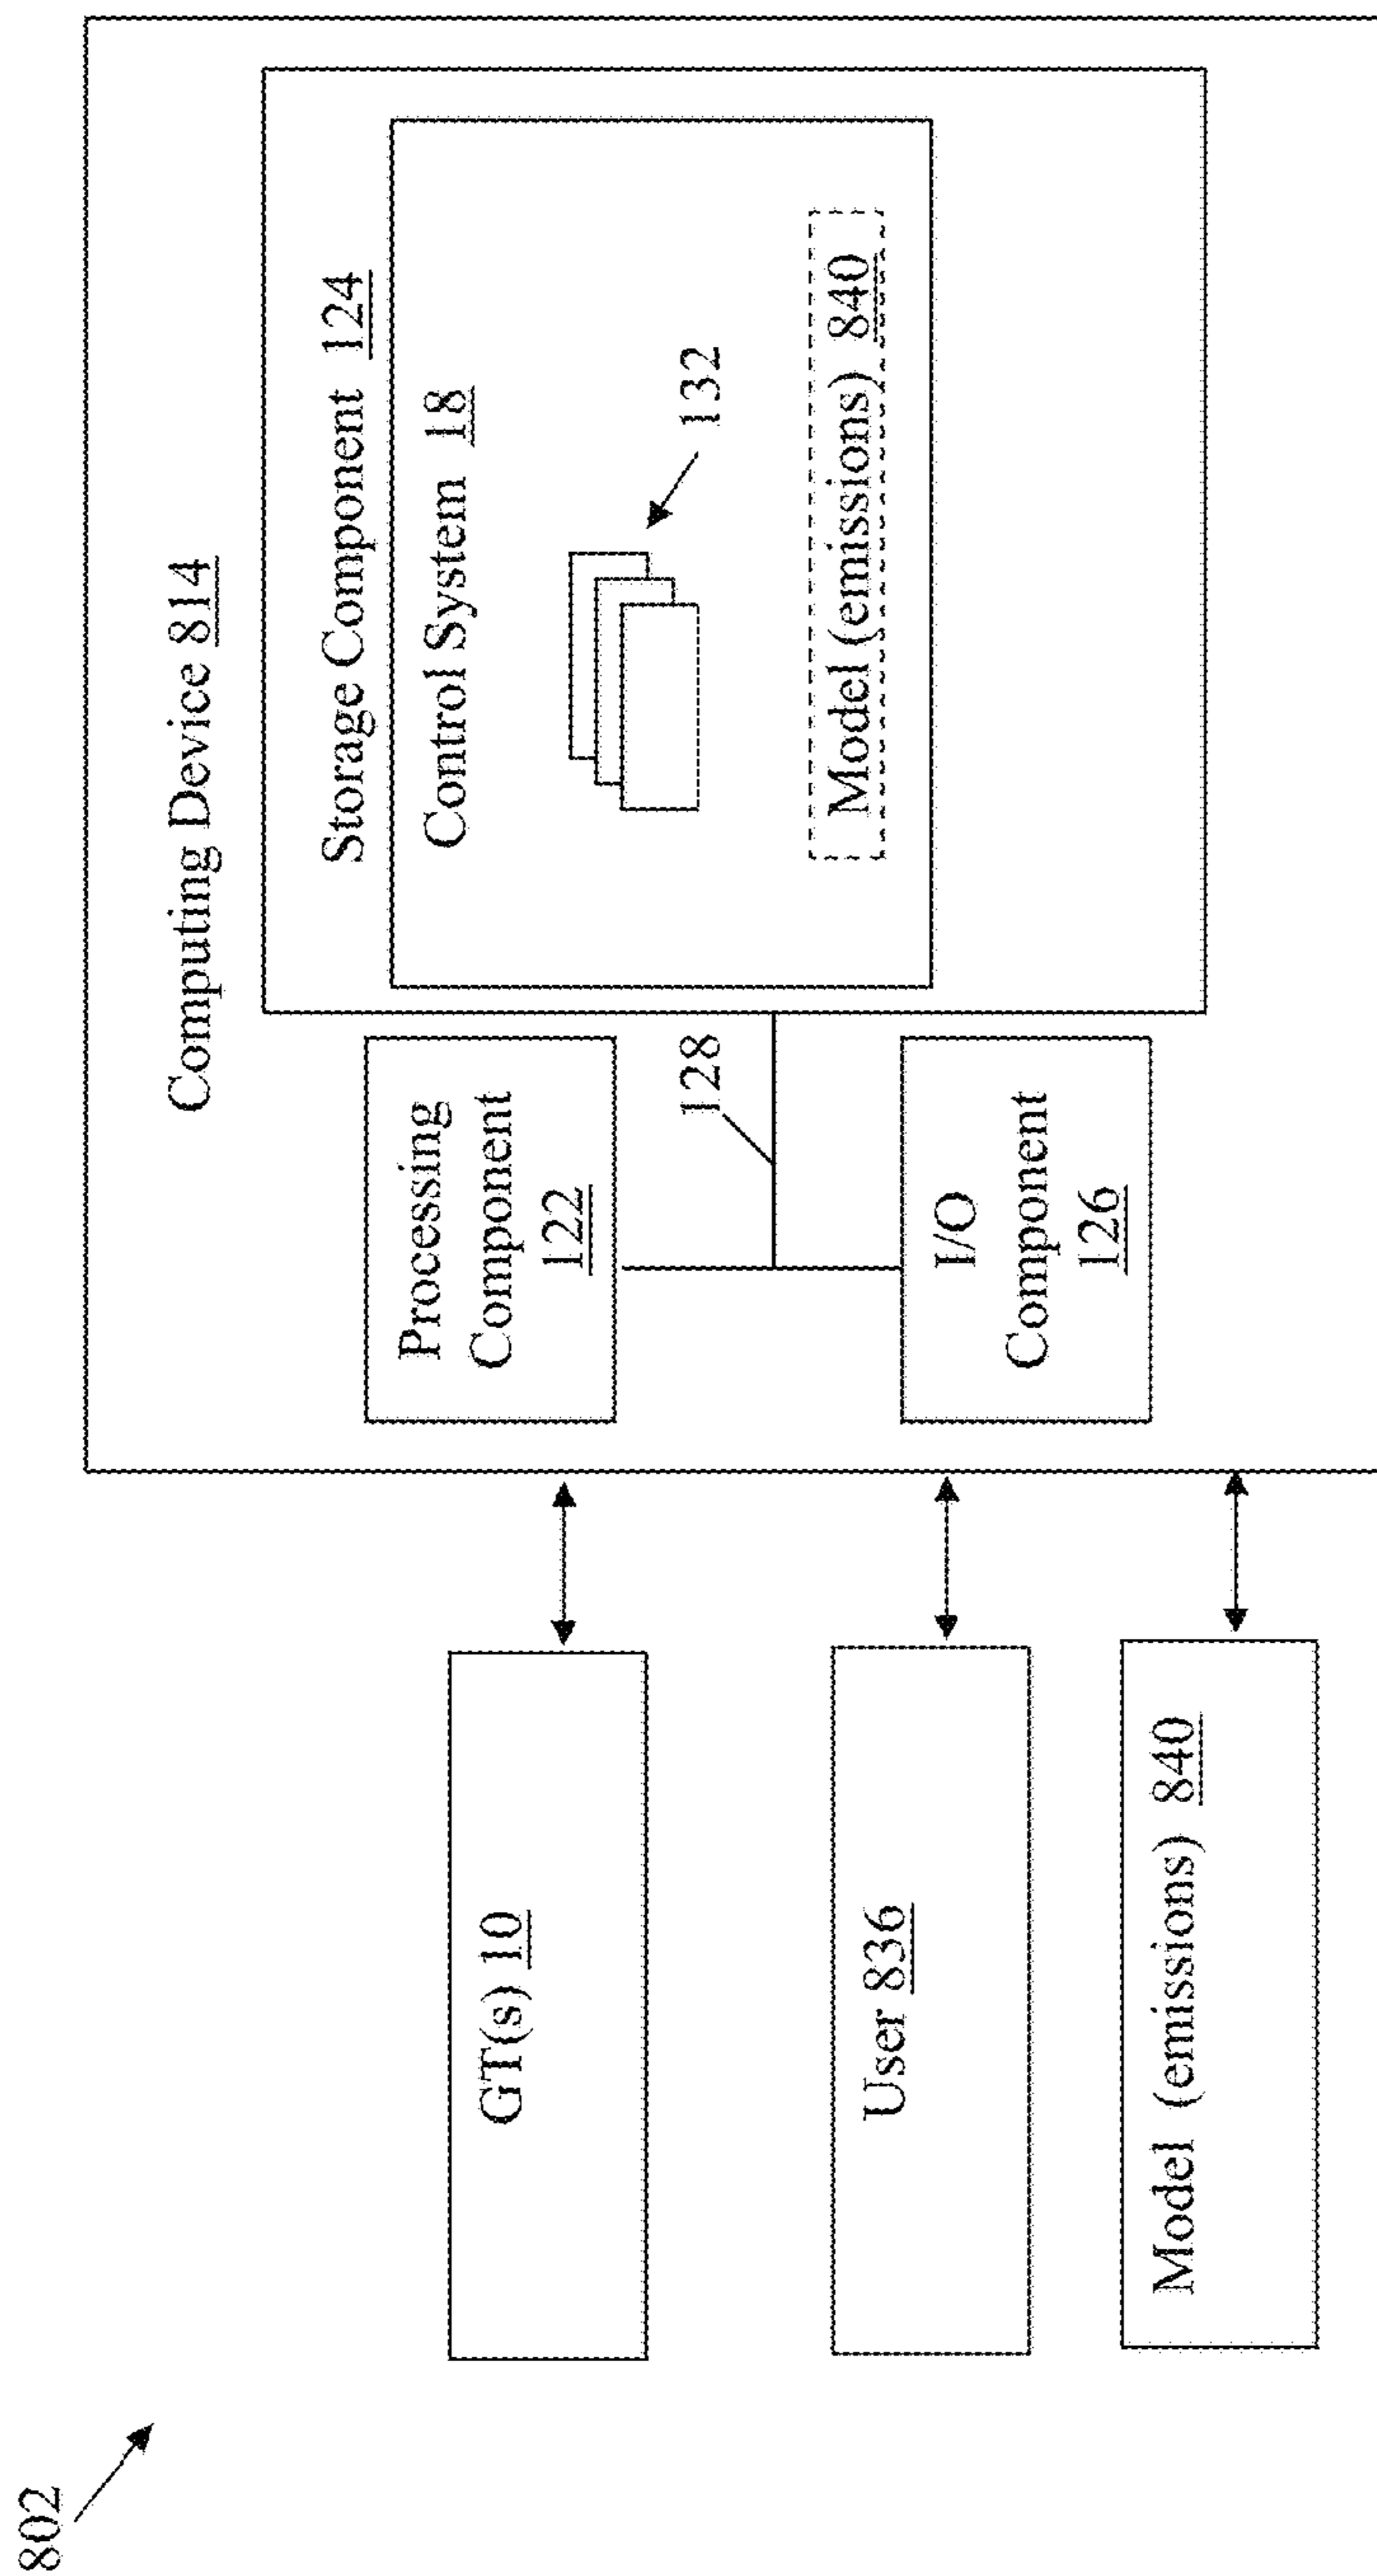 802
Computing Device 814
Storage Component 124
Control System 18
132
Model (emissions) 840
Processing
Component
122
128
I/O
Component
126
GT(s) 10
User 836
Model (emissions) 840